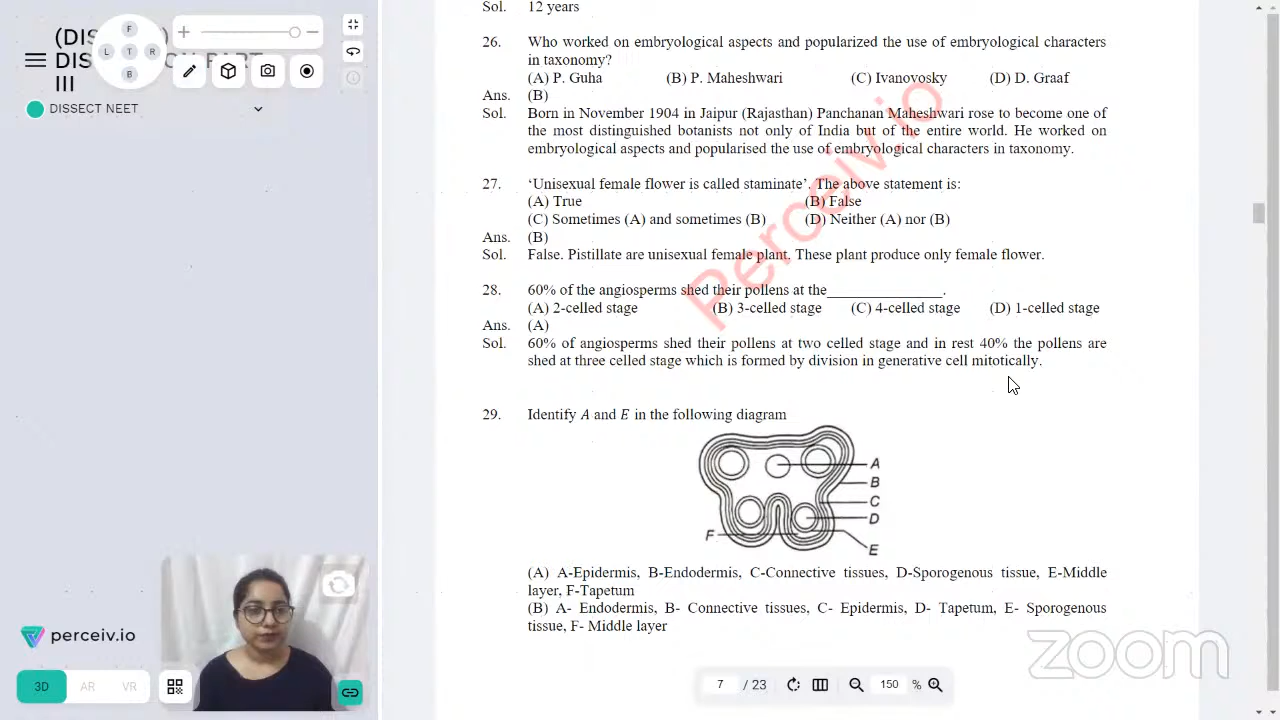 (DISSECT) DISSECTION PART
III
F
L T R
B
DISSECT NEET
perceiv.io
3D AR VR
Sol. 12 years
26. Who worked on embryological aspects and popularized the use of embryological characters
in taxonomy?
(A) P. Guha (B) P. Maheshwari (C) Ivanovosky (D) D. Graaf
Ans. (B)
Sol. Born in November 1904 in Jaipur (Rajasthan) Panchanan Maheshwari rose to become one of
the most distinguished botanists not only of India but of the entire world. He worked on
embryological aspects and popularised the use of embryological characters in taxonomy.
27. ‘Unisexual female flower is called staminate’. The above statement is:
(A) True (B) False
(C) Sometimes (A) and sometimes (B) (D) Neither (A) nor (B)
Ans. (B)
Sol. False. Pistillate are unisexual female plant. These plant produce only female flower.
28. 60% of the angiosperms shed their pollens at the_______________.
(A) 2-celled stage (B) 3-celled stage (C) 4-celled stage (D) 1-celled stage
Ans. (A)
Sol. 60% of angiosperms shed their pollens at two celled stage and in rest 40% the pollens are
shed at three celled stage which is formed by division in generative cell mitotically.
29. Identify A and E in the following diagram
A
B
C
D
F
E
(A) A-Epidermis, B-Endodermis, C-Connective tissues, D-Sporogenous tissue, E-Middle
layer, F-Tapetum
(B) A- Endodermis, B- Connective tissues, C- Epidermis, D- Tapetum, E- Sporogenous
tissue, F- Middle layer
Perceiv.io
zoom
7 / 23 150 %